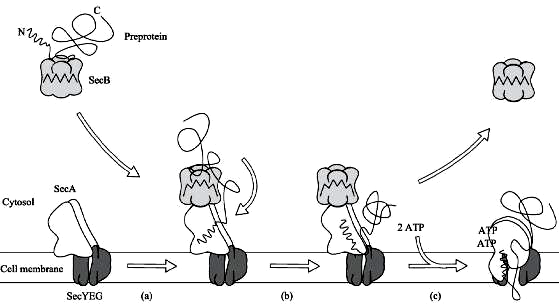 C
N
Preprotein
SecB
SecA
Cytosol
2 ATP
ATP
ATP
Cell membrane
SecYEG
(a)
(b)
(c)